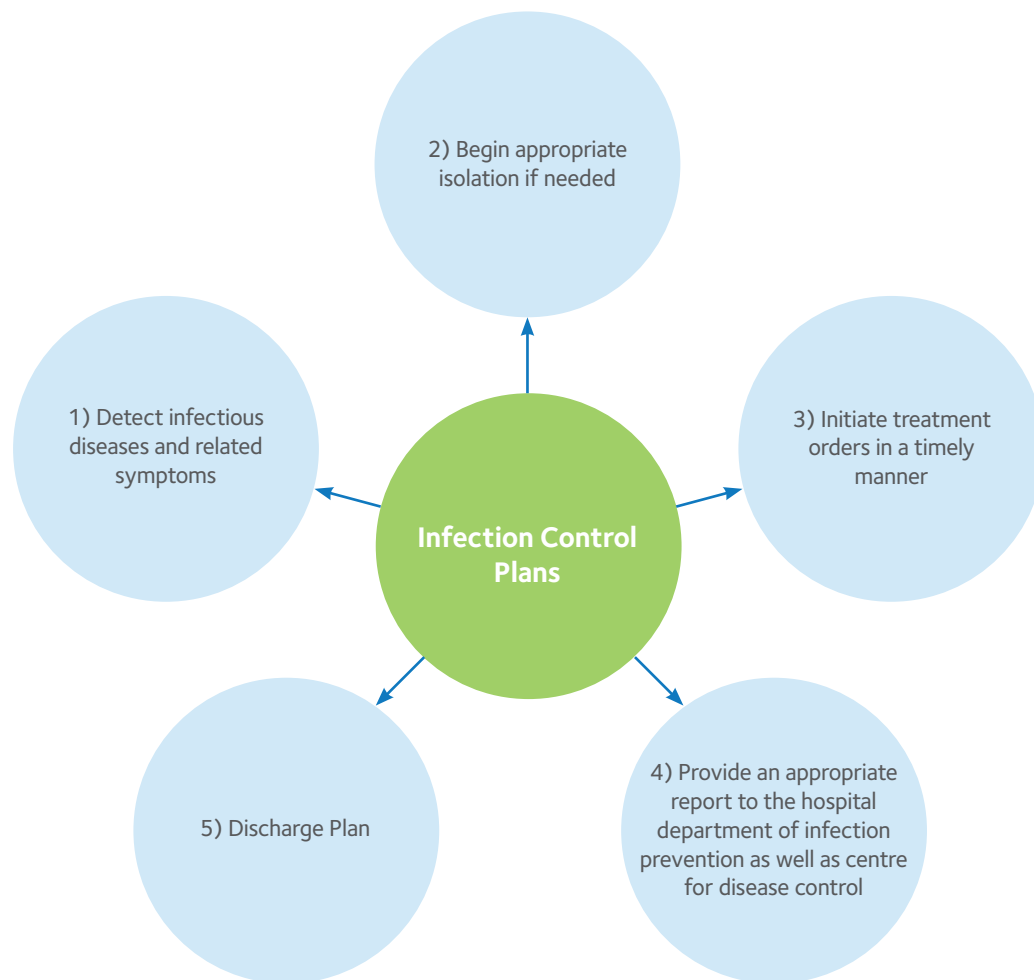 2) Begin appropriate
isolation if needed
1) Detect infectious
diseases and related
symptoms
3) Initiate treatment
orders in a timely
manner
Infection Control
Plans
4) Provide an appropriate
report to the hospital
department of infection
prevention as well as centre
for disease control
5) Discharge Plan